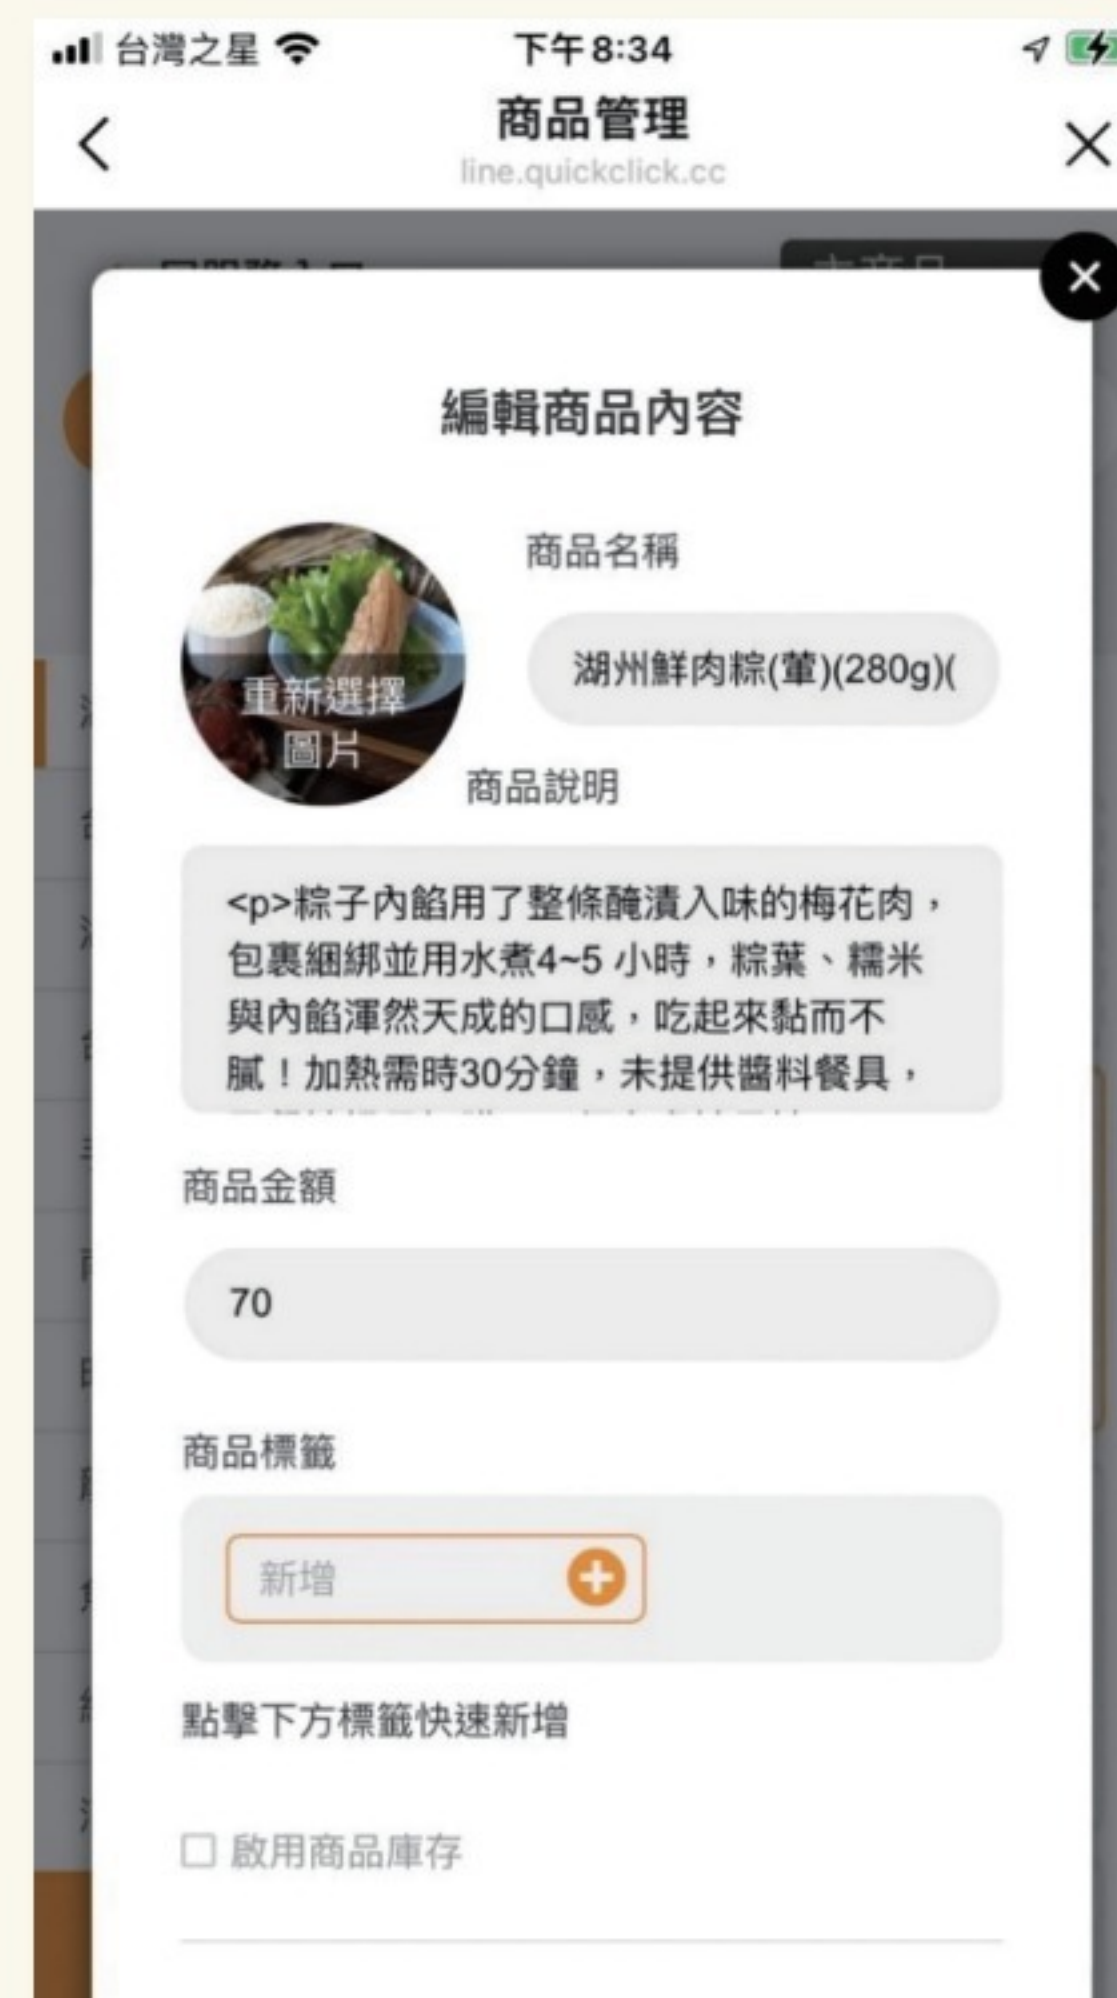 台灣之星
下午8:34
商品管理
line.quickclick.cc
編輯商品內容
商品名稱
重新選擇
圖片
湖州鮮肉粽(葷)(280g)(
商品說明
<p>粽子內餡用了整條醃漬入味的梅花肉，
包裹綑綁並用水煮4~5 小時，粽葉、糯米
與內餡渾然天成的口感，吃起來黏而不
膩！加熱需時30分鐘，未提供醬料餐具，
商品金額
70
商品標籤
新增
點擊下方標籤快速新增
啟用商品庫存